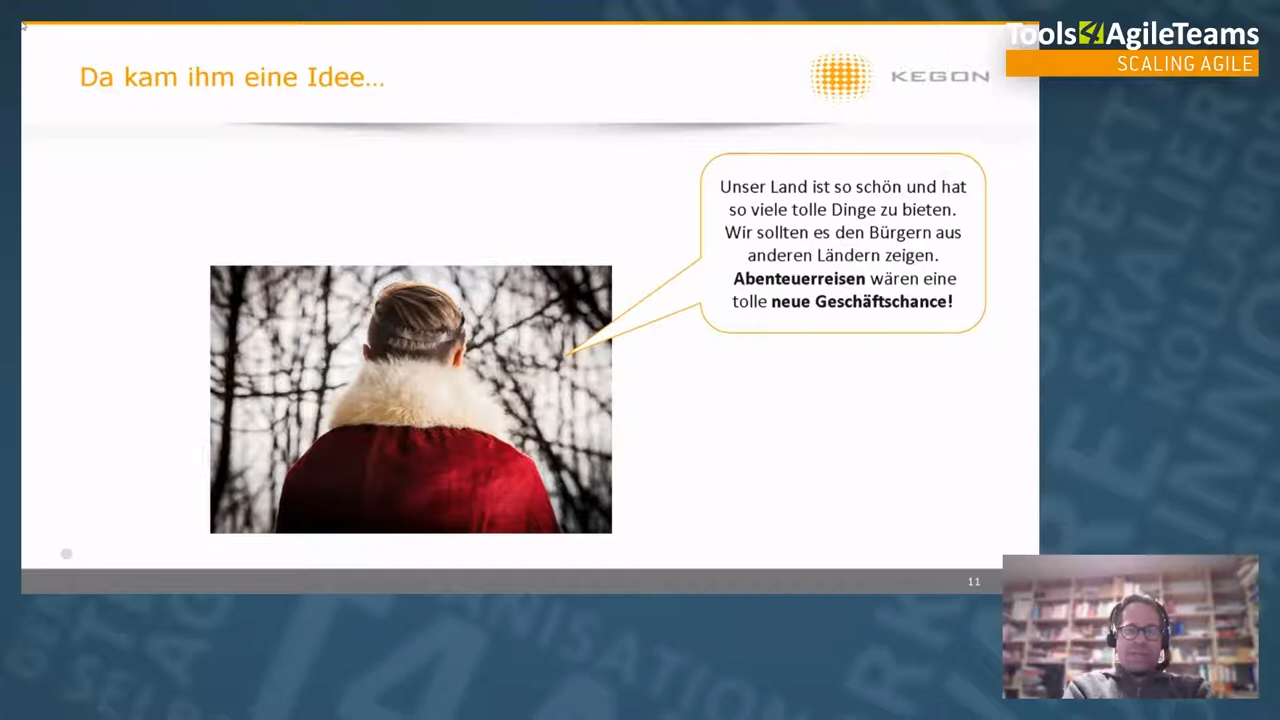 Tools4AgileTeams
SCALING AGILE
Da kam ihm eine Idee...
KEGON
Unser Land ist so schön und hat
so viele tolle Dinge zu bieten.
Wir sollten es den Bürgern aus
anderen Ländern zeigen.
Abenteuerreisen wären eine
tolle neue Geschäftschance!
11